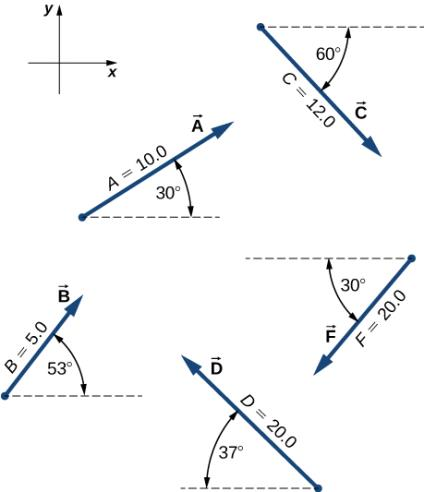 y
x
60°
C = 12.0
C⃗
A⃗
A = 10.0
30°
B⃗
B = 5.0
53°
30°
F⃗
F = 20.0
D⃗
D = 20.0
37°